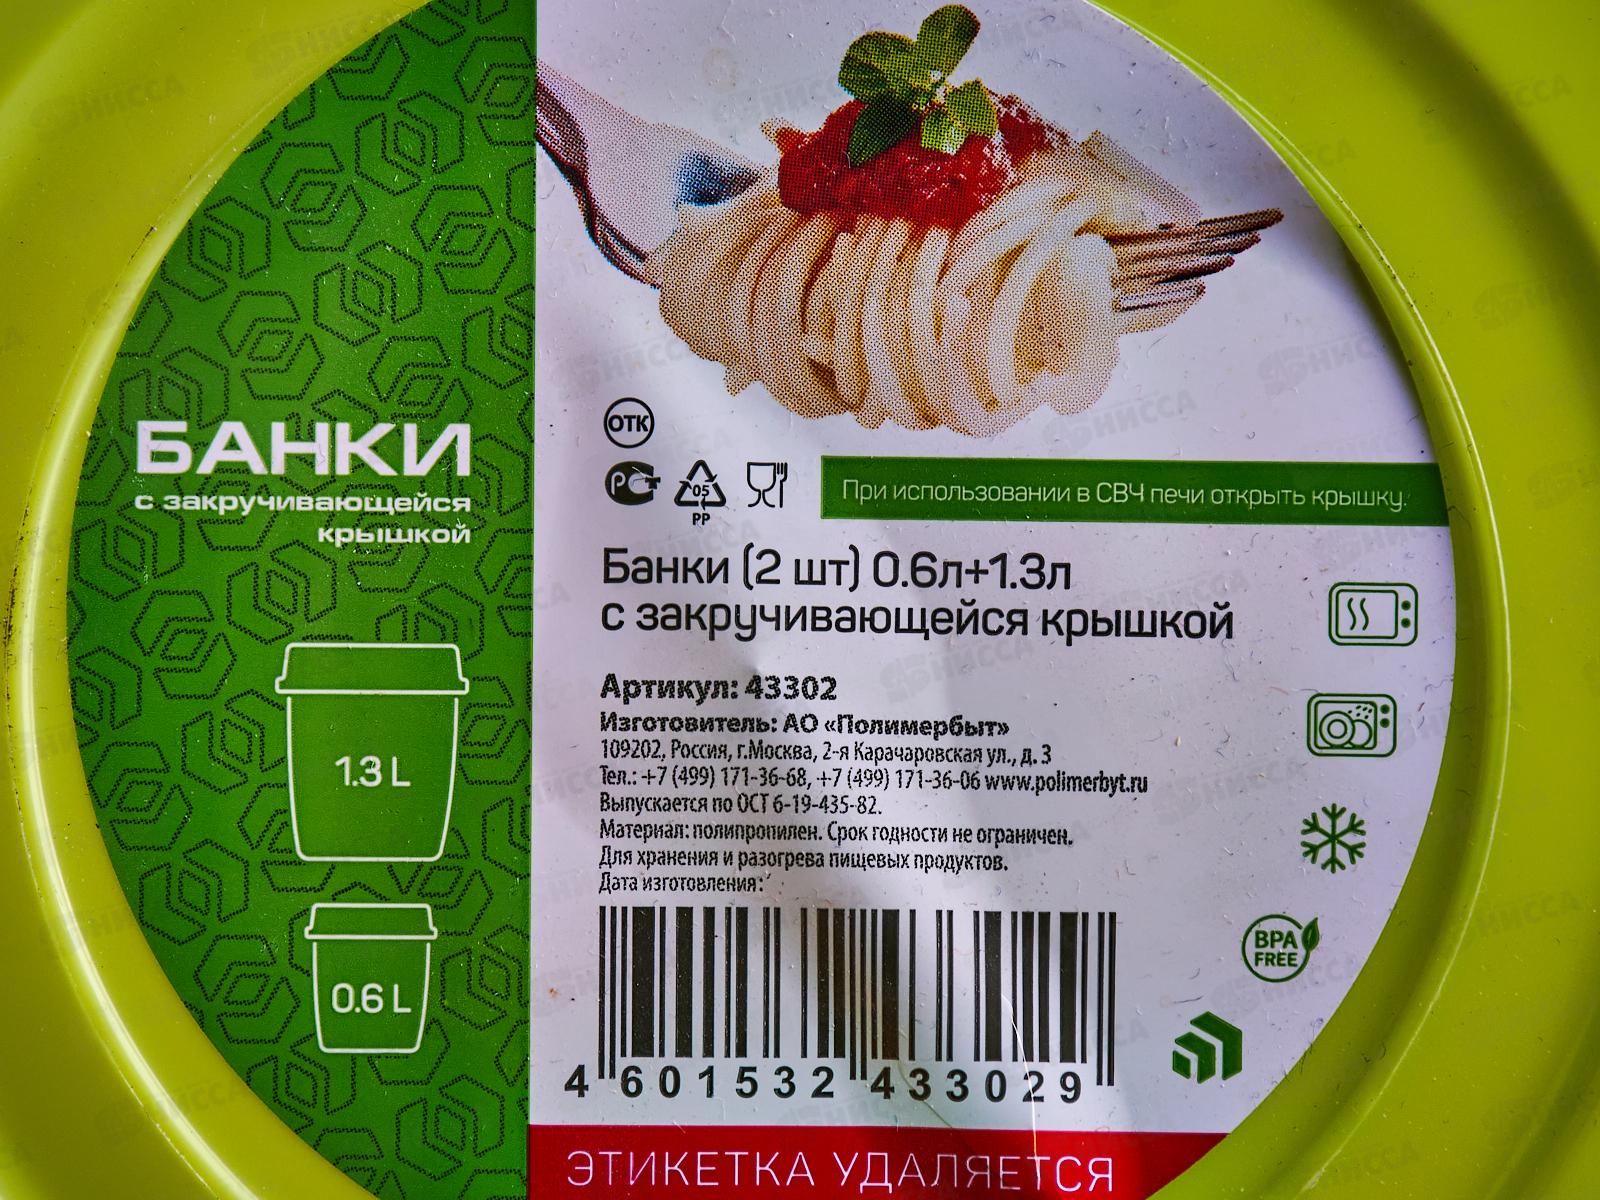 БАНКИ
с закручивающейся
крышкой
1.3 L
0.6 L
ОТК
РСТ
05
PP
При использовании в СВЧ печи открыть крышку.
Банки (2 шт) 0.6л+1.3л
с закручивающейся крышкой
Артикул: 43302
Изготовитель: АО «Полимербыт»
109202, Россия, г.Москва, 2-я Карачаровская ул., д. 3
Тел.: +7 (499) 171-36-68, +7 (499) 171-36-06 www.polimerbyt.ru
Выпускается по ОСТ 6-19-435-82.
Материал: полипропилен. Срок годности не ограничен.
Для хранения и разогрева пищевых продуктов.
Дата изготовления:
BPA
FREE
4 601532 433029
ЭТИКЕТКА УДАЛЯЕТСЯ
НИССА